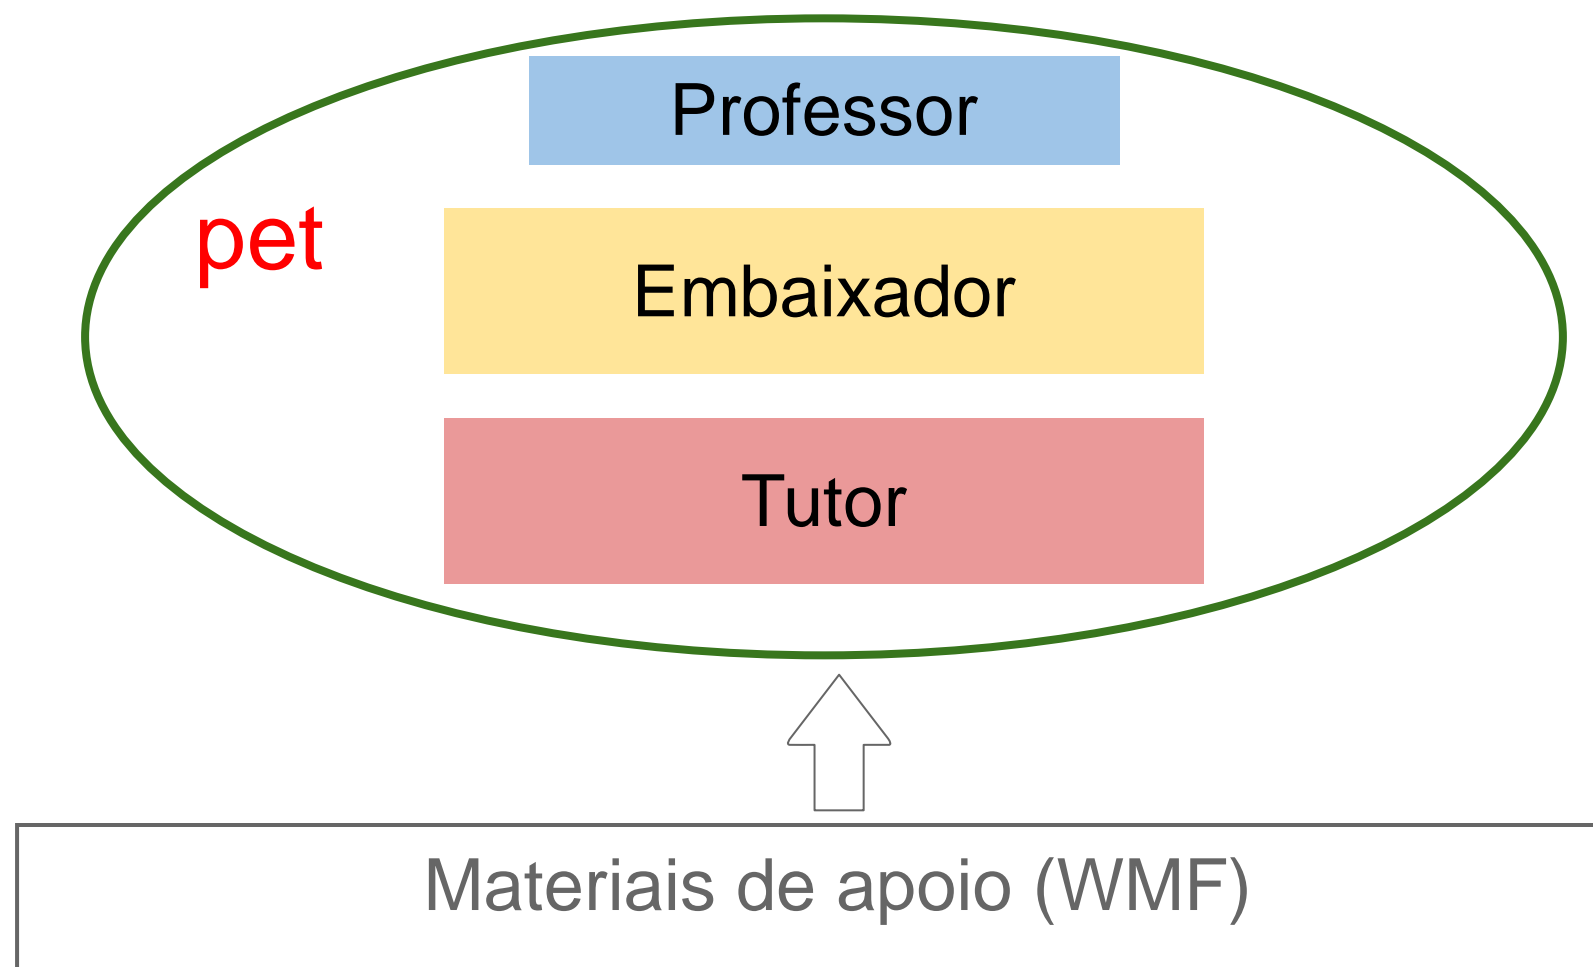 Professor
pet
Embaixador
Tutor
Materiais de apoio (WMF)